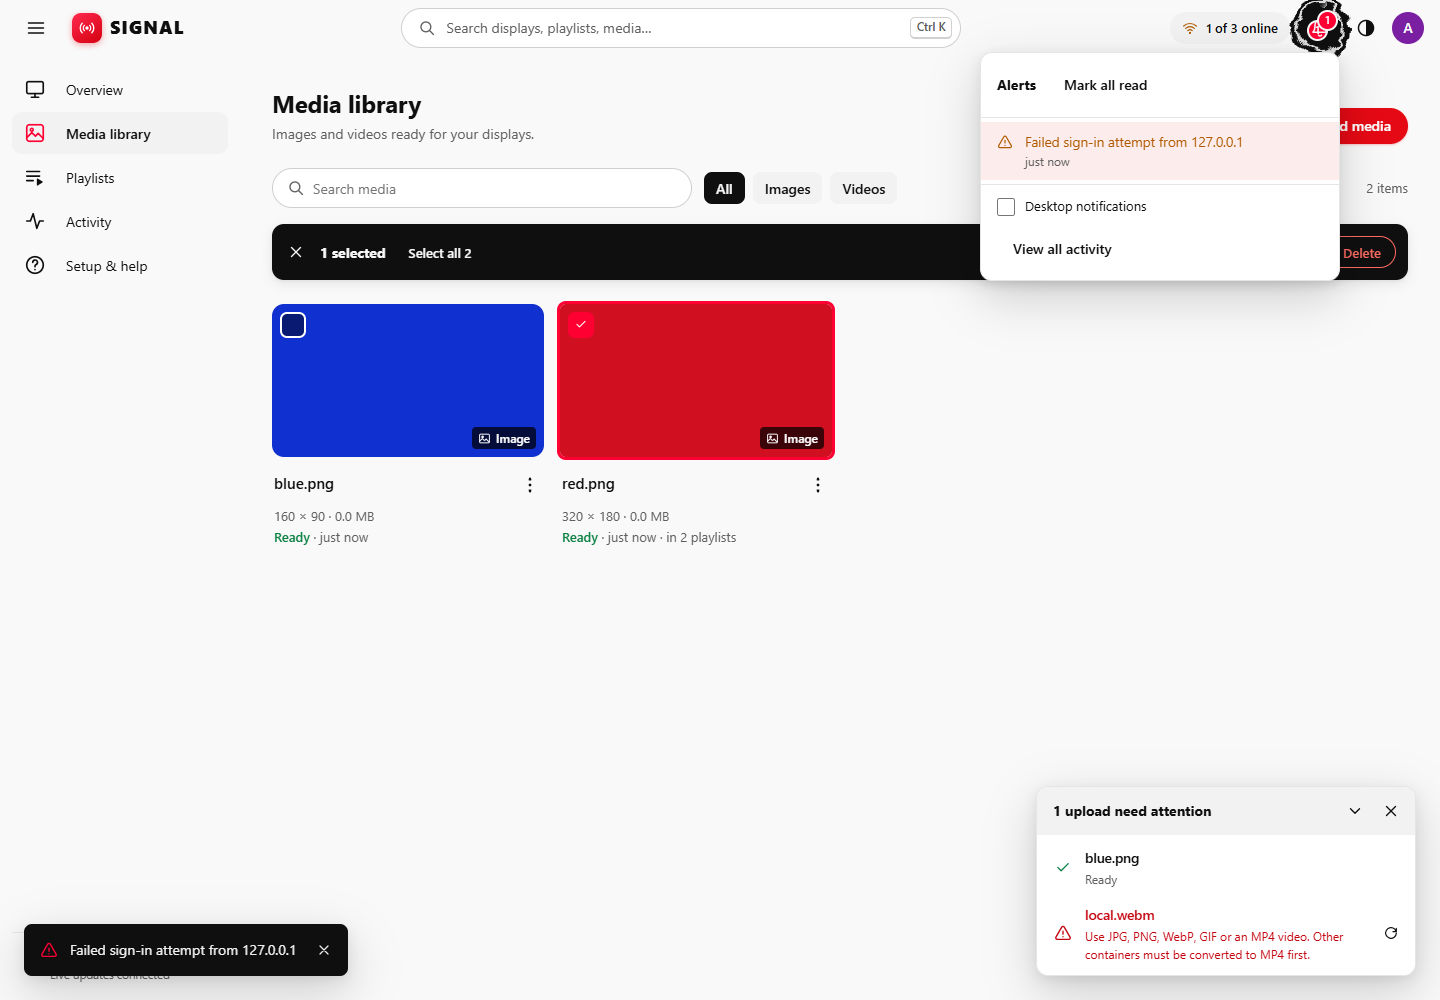 SIGNAL
Search displays, playlists, media...
Ctrl K
1 of 3 online
1
A
Overview
Media library
Playlists
Activity
Setup & help
Media library
Images and videos ready for your displays.
d media
Search media
All
Images
Videos
2 items
1 selected
Select all 2
Delete
Alerts
Mark all read
Failed sign-in attempt from 127.0.0.1
just now
Desktop notifications
View all activity
Image
Image
blue.png
160 × 90 · 0.0 MB
Ready · just now
red.png
320 × 180 · 0.0 MB
Ready · just now · in 2 playlists
1 upload need attention
blue.png
Ready
local.webm
Use JPG, PNG, WebP, GIF or an MP4 video. Other
containers must be converted to MP4 first.
Failed sign-in attempt from 127.0.0.1
Live updates connected